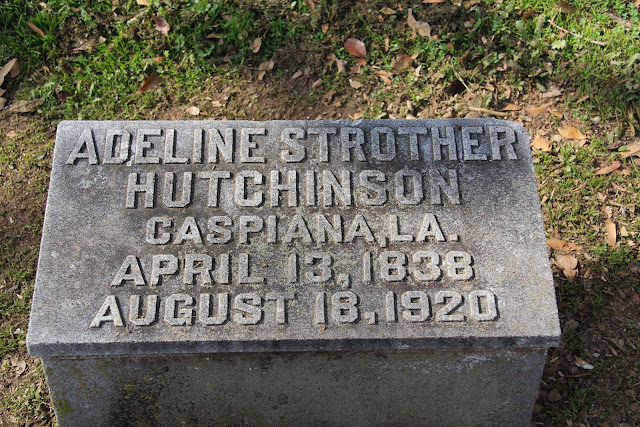 ADELINE STROTHER
HUTCHINSON
CASPIANA, LA.
APRIL 13, 1838
AUGUST 18, 1920